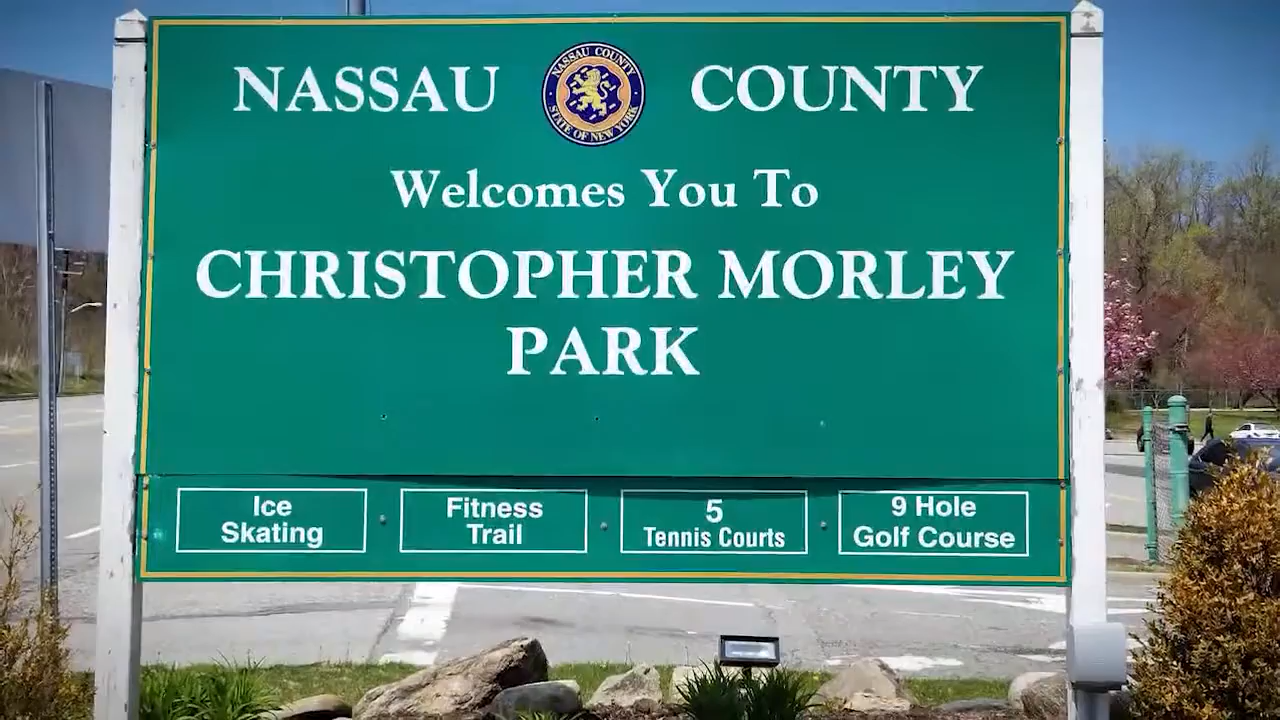 NASSAU COUNTY
NASSAU COUNTY
STATE OF NEW YORK
Welcomes You To
CHRISTOPHER MORLEY
PARK
Ice
Skating
Fitness
Trail
5
Tennis Courts
9 Hole
Golf Course